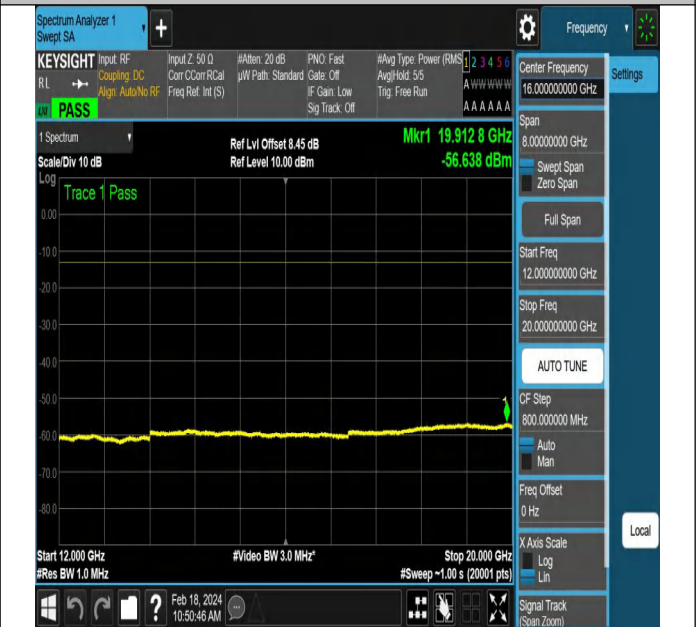 Spectrum Analyzer 1
Swept SA
+
Frequency
KEYSIGHT
RL
PASS
Input: RF
Coupling: DC
Align: Auto/No RF
Input Z: 50 Ω
Corr CCorr RCal
Freq Ref: Int (S)
#Atten: 20 dB
µW Path: Standard
PNO: Fast
Gate: Off
IF Gain: Low
Sig Track: Off
#Avg Type: Power (RMS
Avg|Hold: 5/5
Trig: Free Run
1 2 3 4 5 6
A W W W W W
A A A A A A
1 Spectrum
Scale/Div 10 dB
Ref Lvl Offset 8.45 dB
Ref Level 10.00 dBm
Mkr1 19.912 8 GHz
-56.638 dBm
Log
Trace 1 Pass
0.00
-10.0
-20.0
-30.0
-40.0
-50.0
-60.0
-70.0
-80.0
1
Start 12.000 GHz
#Res BW 1.0 MHz
#Video BW 3.0 MHz*
Stop 20.000 GHz
#Sweep ~1.00 s (20001 pts)
?
Feb 18, 2024
10:50:46 AM
Center Frequency
16.000000000 GHz
Settings
Span
8.00000000 GHz
Swept Span
Zero Span
Full Span
Start Freq
12.000000000 GHz
Stop Freq
20.000000000 GHz
AUTO TUNE
CF Step
800.000000 MHz
Auto
Man
Freq Offset
0 Hz
X Axis Scale
Log
Lin
Local
Signal Track
(Span Zoom)